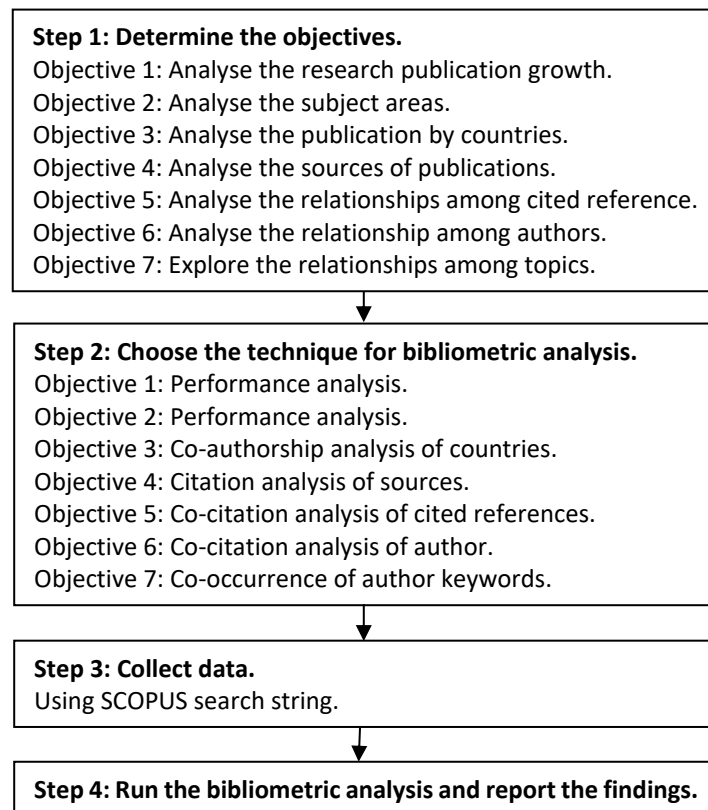 Step 1: Determine the objectives.
Objective 1: Analyse the research publication growth.
Objective 2: Analyse the subject areas.
Objective 3: Analyse the publication by countries.
Objective 4: Analyse the sources of publications.
Objective 5: Analyse the relationships among cited reference.
Objective 6: Analyse the relationship among authors.
Objective 7: Explore the relationships among topics.
Step 2: Choose the technique for bibliometric analysis.
Objective 1: Performance analysis.
Objective 2: Performance analysis.
Objective 3: Co-authorship analysis of countries.
Objective 4: Citation analysis of sources.
Objective 5: Co-citation analysis of cited references.
Objective 6: Co-citation analysis of author.
Objective 7: Co-occurrence of author keywords.
Step 3: Collect data.
Using SCOPUS search string.
Step 4: Run the bibliometric analysis and report the findings.